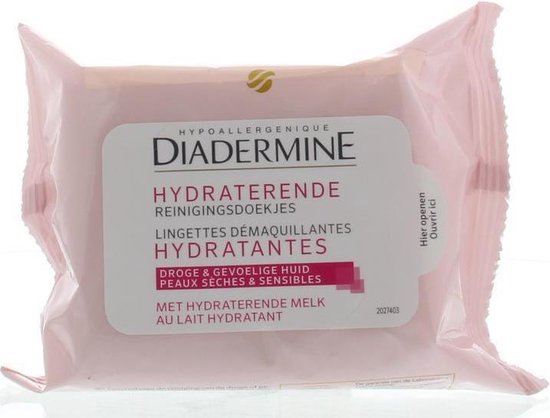 HYPOALLERGENIQUE
DIADERMINE
HYDRATERENDE
REINIGINGSDOEKJES
LINGETTES DÉMAQUILLANTES
HYDRATANTES
DROGE & GEVOELIGE HUID
PEAUX SÈCHES & SENSIBLES
MET HYDRATERENDE MELK
AU LAIT HYDRATANT
2027403
Hier openen
Ouvrir ici